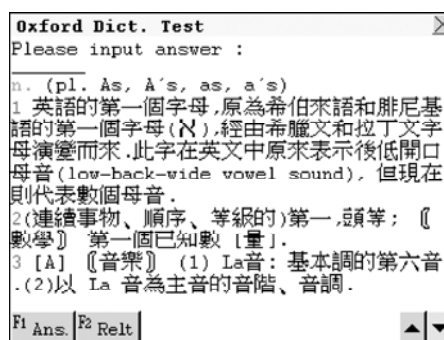 Oxford Dict. Test
Please input answer :
n. (pl. As, A's, as, a's)
1 英語的第一個字母,原為希伯來語和腓尼基
語的第一個字母(ℵ),經由希臘文和拉丁文字
母演變而來.此字在英文中原來表示後低開口
母音(low-back-wide vowel sound), 但現在
則代表數個母音.
2(連續事物、順序、等級的)第一,頭等; 〖
數學〗 第一個已知數 [量].
3 [A] 〖音樂〗 (1) La音: 基本調的第六音
.(2)以 La 音為主音的音階、音調.
F1 Ans. F2 Relt